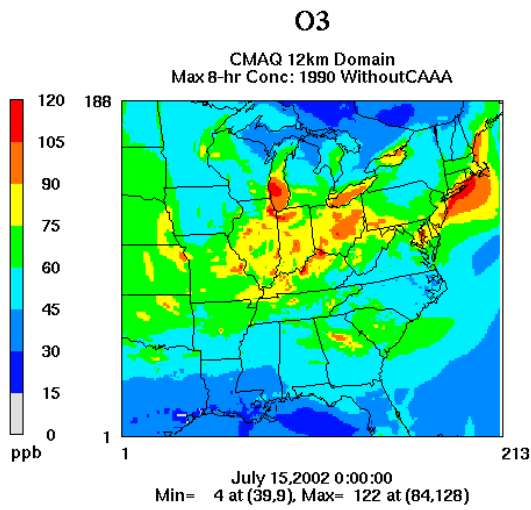 O3
CMAQ 12km Domain
Max 8-hr Conc: 1990 WithoutCAAA
120
105
90
75
60
45
30
15
0
ppb
188
1
1
213
July 15,2002 0:00:00
Min= 4 at (39,9), Max= 122 at (84,128)